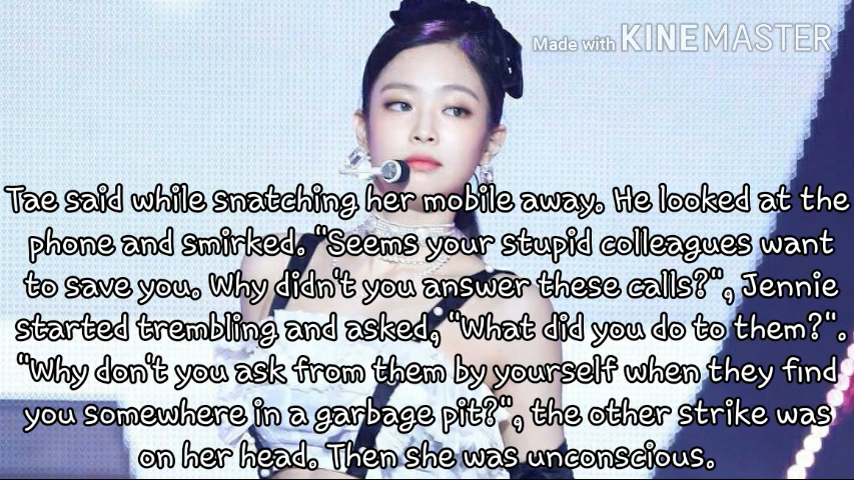 Made with KINEMASTER
Tae said while snatching her mobile away. He looked at the
phone and smirked. "Seems your stupid colleagues want
to save you. Why didn't you answer these calls?", Jennie
started trembling and asked, "What did you do to them?".
"Why don't you ask from them by yourself when they find
you somewhere in a garbage pit?", the other strike was
on her head. Then she was unconscious.